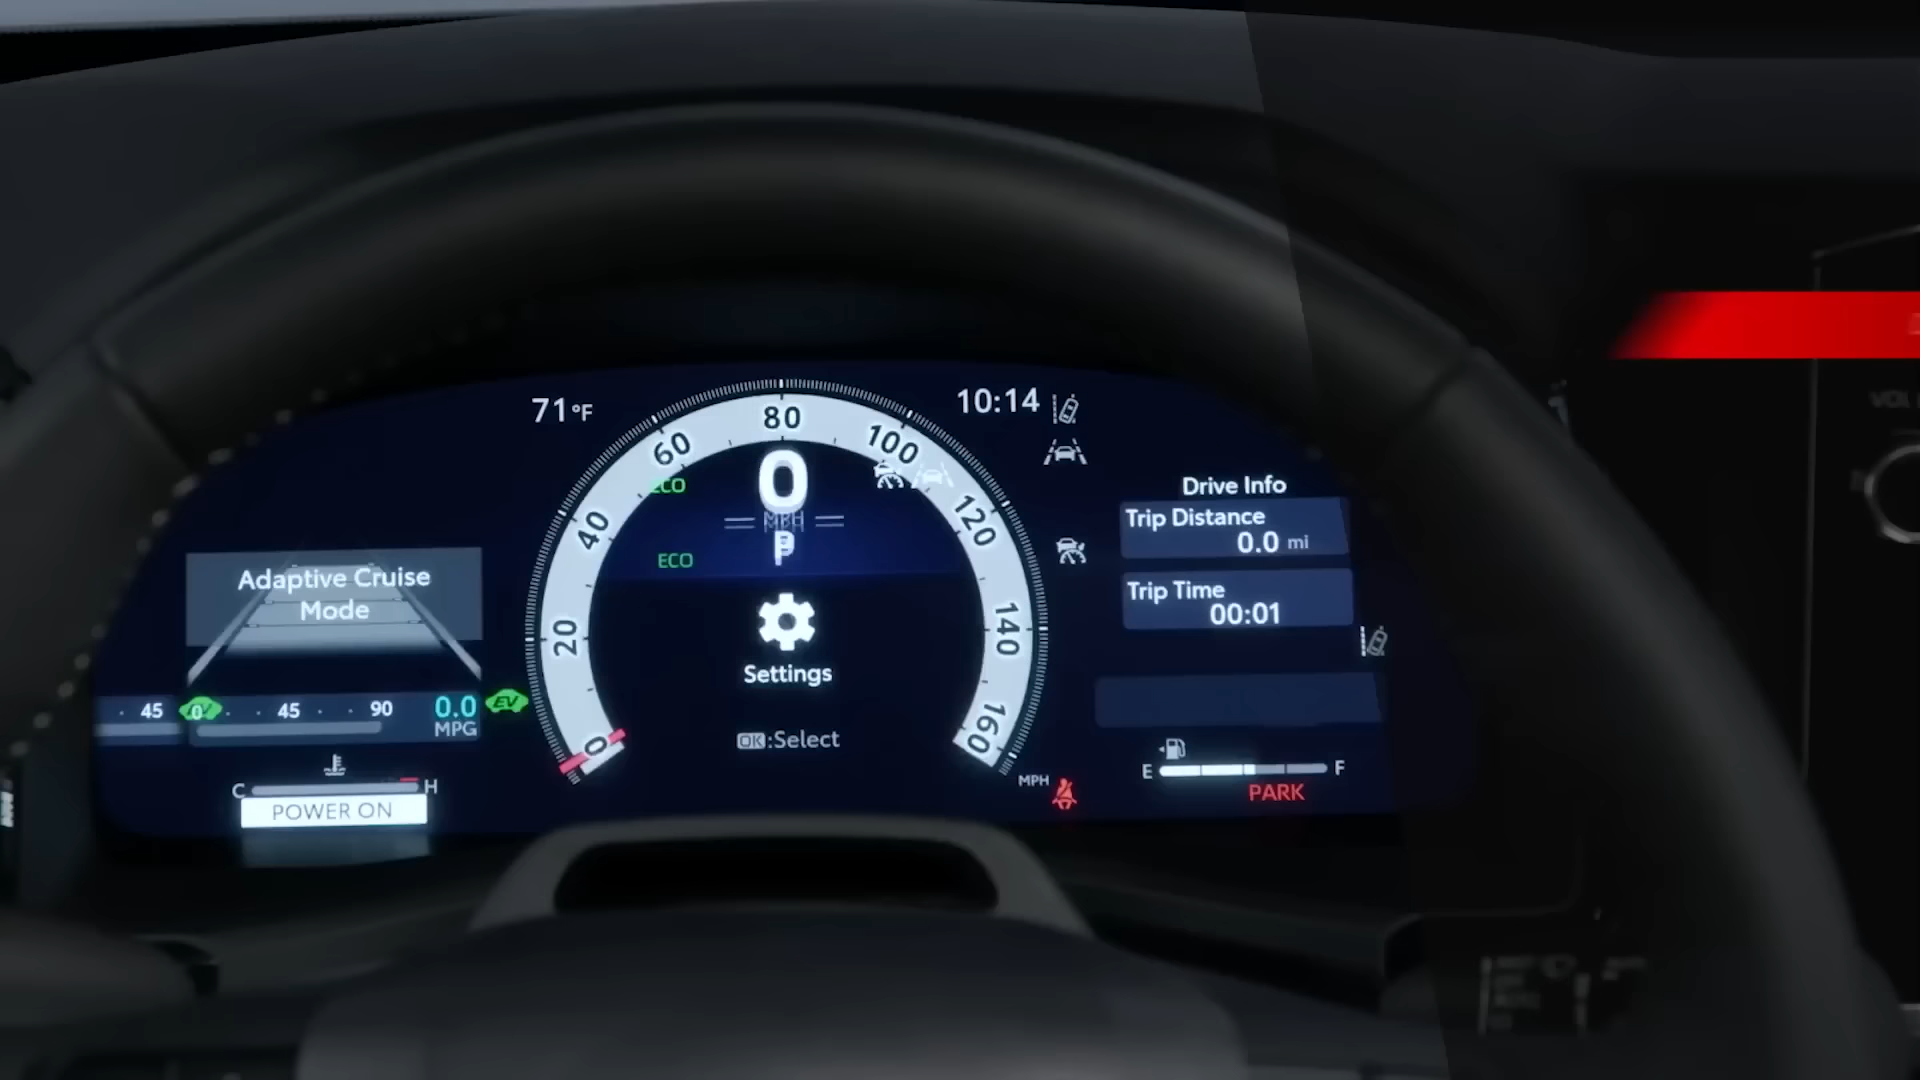 71°F
10:14
80
60
100
0
ECO
40
120
MPH
P
ECO
Drive Info
Trip Distance
0.0 mi
Trip Time
00:01
Adaptive Cruise
Mode
20
140
Settings
45
0
45
90
0.0
MPG
EV
0
160
OK:Select
MPH
C
H
E
F
POWER ON
PARK